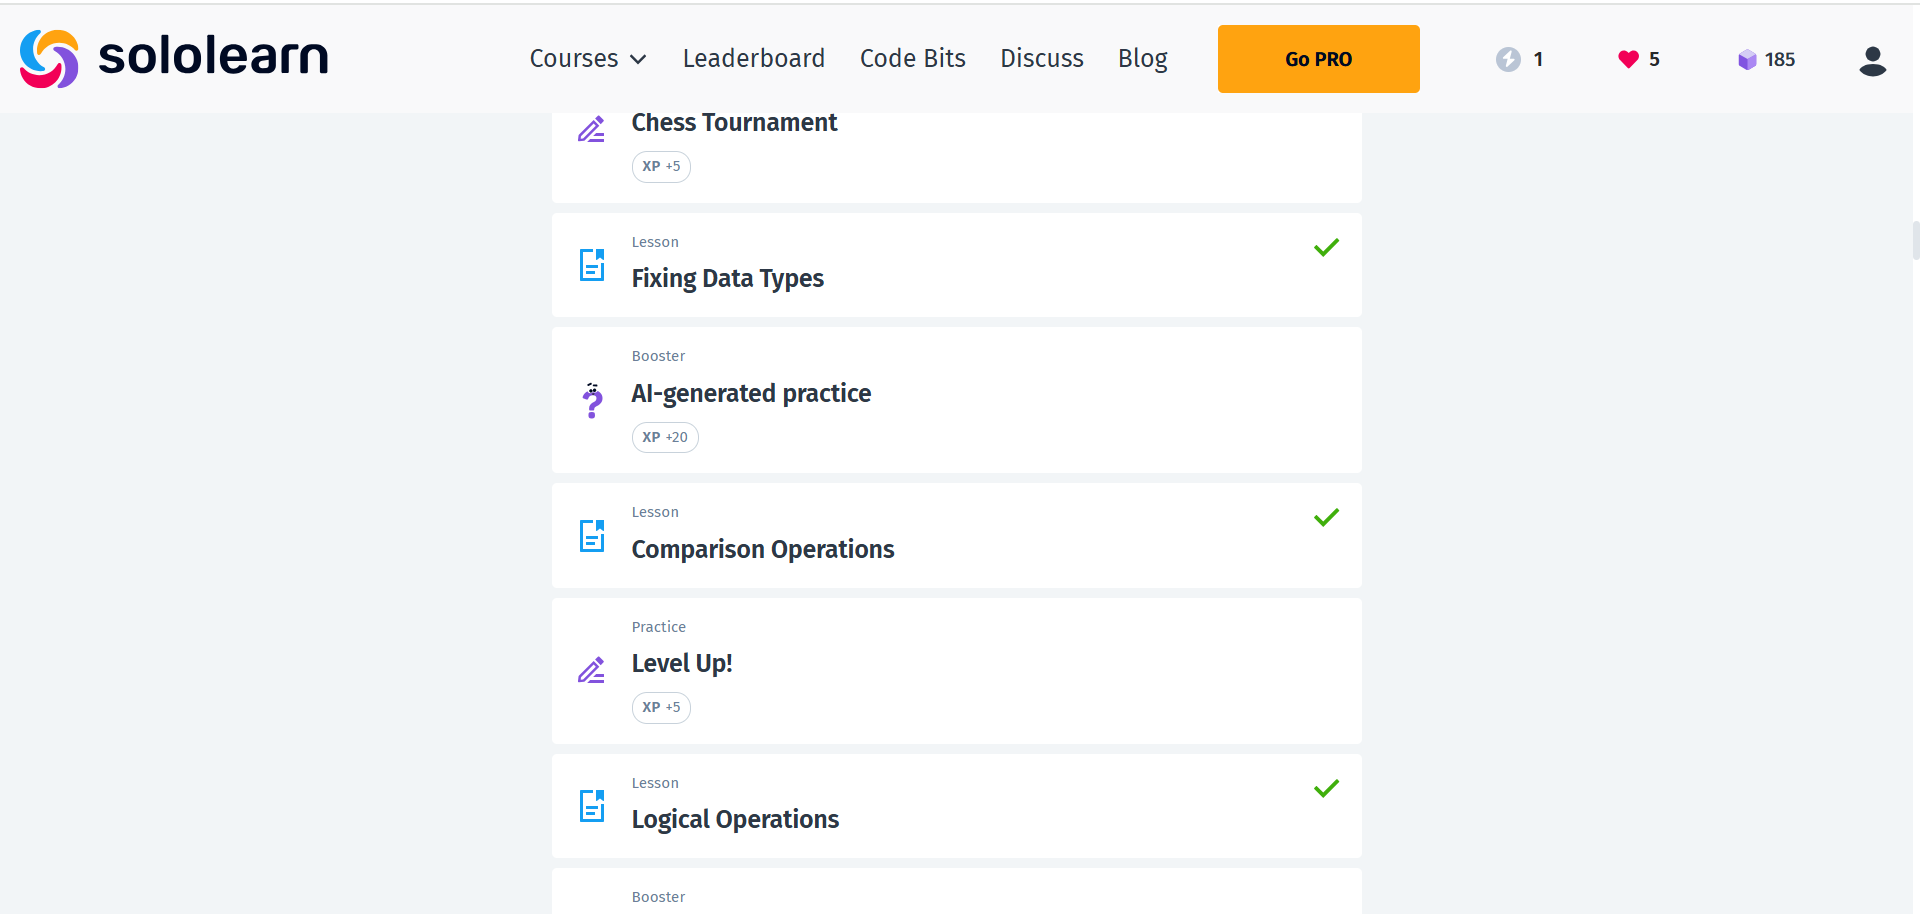 sololearn
Courses Leaderboard Code Bits Discuss Blog Go PRO 1 5 185
Chess Tournament
XP +5
Lesson
Fixing Data Types
Booster
AI-generated practice
XP +20
Lesson
Comparison Operations
Practice
Level Up!
XP +5
Lesson
Logical Operations
Booster